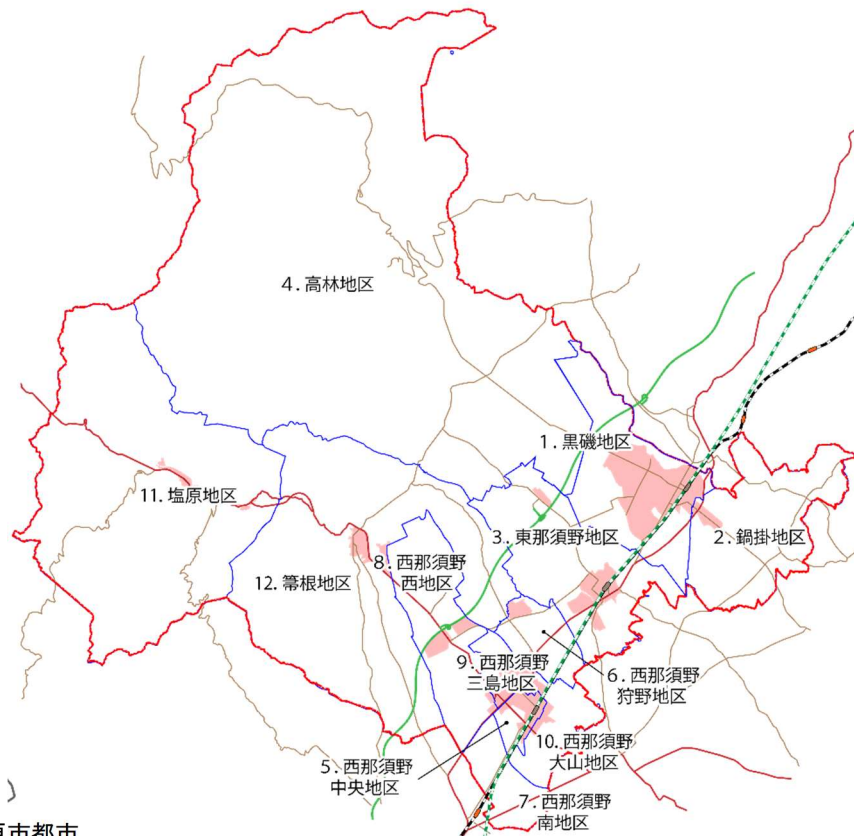 4.高林地区
1.黒磯地区
11.塩原地区
3.東那須野地区
2.鍋掛地区
8.西那須野
西地区
12.箒根地区
9.西那須野
三島地区
6.西那須野
狩野地区
10.西那須野
大山地区
5.西那須野
中央地区
7.西那須野
南地区
原市都市